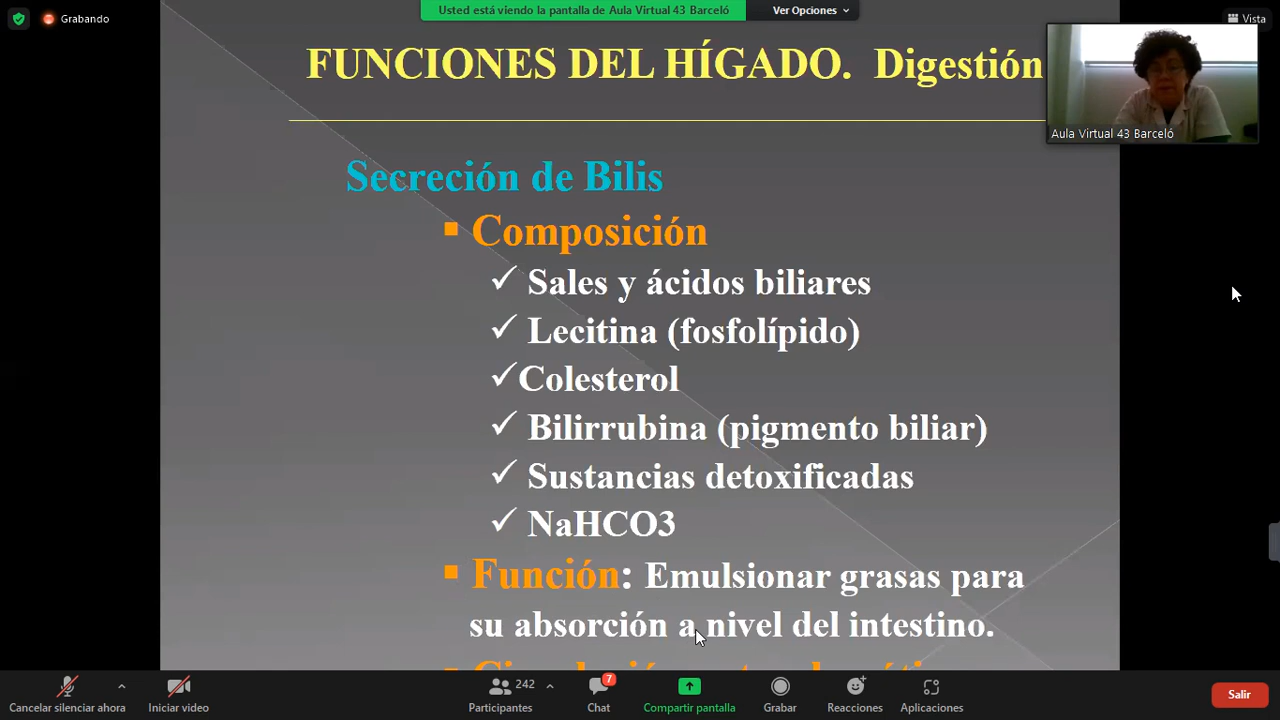 Grabando
Usted está viendo la pantalla de Aula Virtual 43 Barceló
Ver Opciones
Vista
FUNCIONES DEL HÍGADO. Digestión
Aula Virtual 43 Barceló
Secreción de Bilis
Composición
Sales y ácidos biliares
Lecitina (fosfolípido)
Colesterol
Bilirrubina (pigmento biliar)
Sustancias detoxificadas
NaHCO3
Función: Emulsionar grasas para
su absorción a nivel del intestino.
Cancelar silenciar ahora
Iniciar video
242
Participantes
7
Chat
Compartir pantalla
Grabar
Reacciones
Aplicaciones
Salir